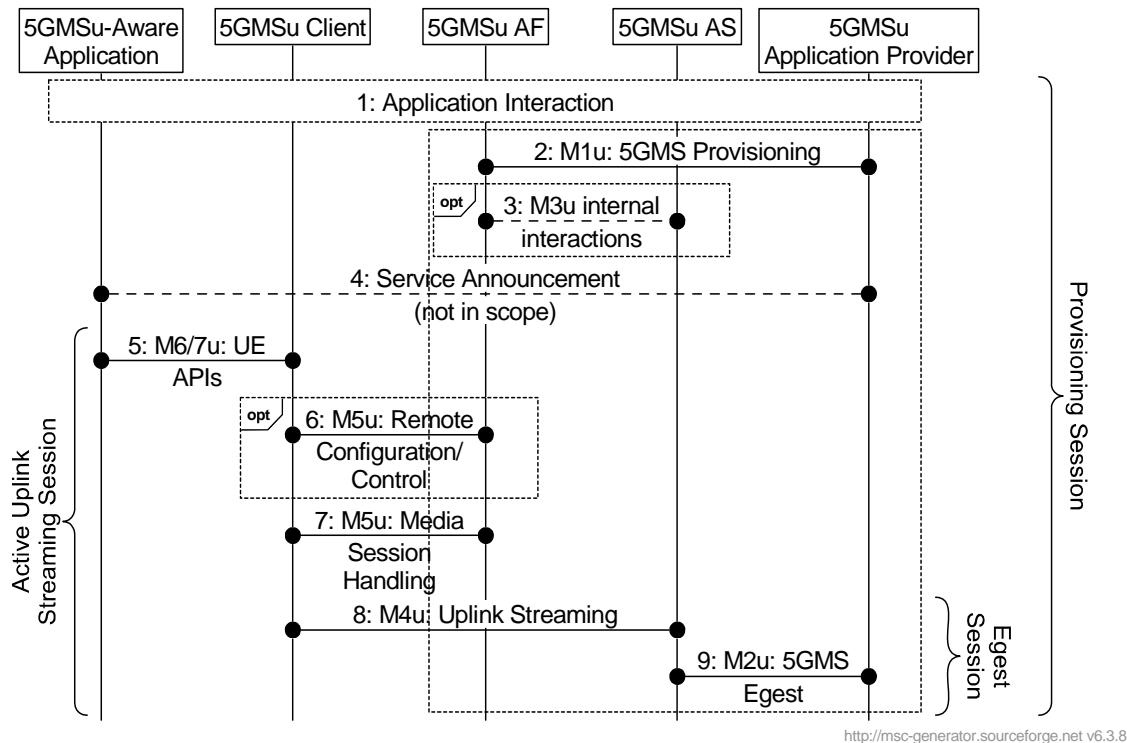 5GMSu-Aware
Application
5GMSu Client
5GMSu AF
5GMSu AS
5GMSu
Application Provider
1: Application Interaction
2: M1u: 5GMS Provisioning
opt
3: M3u internal
interactions
4: Service Announcement
(not in scope)
5: M6/7u: UE
APIs
opt
6: M5u: Remote
Configuration/
Control
7: M5u: Media
Session
Handling
8: M4u: Uplink Streaming
9: M2u: 5GMS
Egest
Active Uplink
Streaming Session
Provisioning Session
Egest
Session
http://msc-generator.sourceforge.net v6.3.8